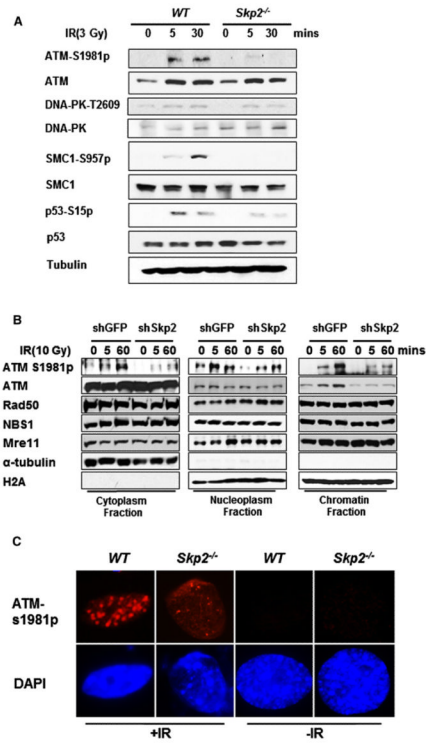 A
WT Skp2-/-
IR(3 Gy) 0 5 30 0 5 30 mins
ATM-S1981p
ATM
DNA-PK-T2609
DNA-PK
SMC1-S957p
SMC1
p53-S15p
p53
Tubulin
B
shGFP shSkp2 shGFP shSkp2 shGFP shSkp2
IR(10 Gy) 0 5 60 0 5 60 0 5 60 0 5 60 0 5 60 0 5 60 mins
ATM S1981p
ATM
Rad50
NBS1
Mre11
α-tubulin
H2A
Cytoplasm Nucleoplasm Chromatin
Fraction Fraction Fraction
C
WT Skp2-/- WT Skp2-/-
ATM-
s1981p
DAPI
+IR -IR